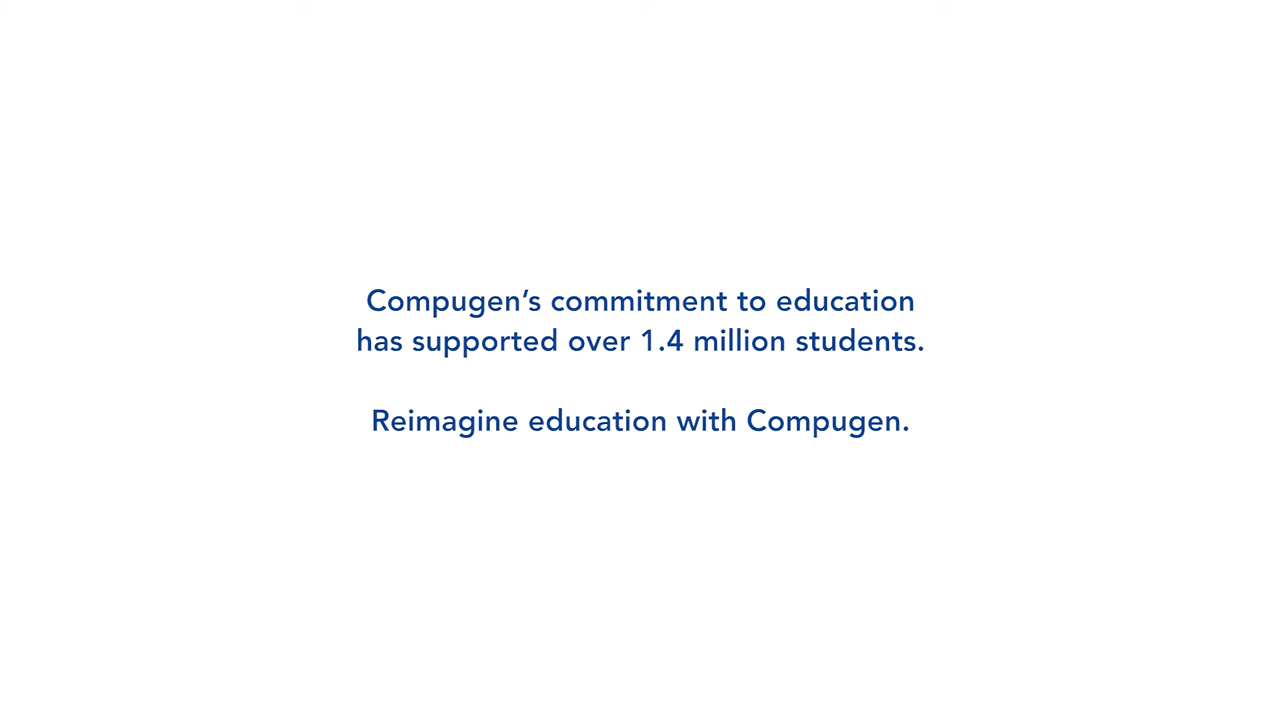 Compugen’s commitment to education
has supported over 1.4 million students.
Reimagine education with Compugen.